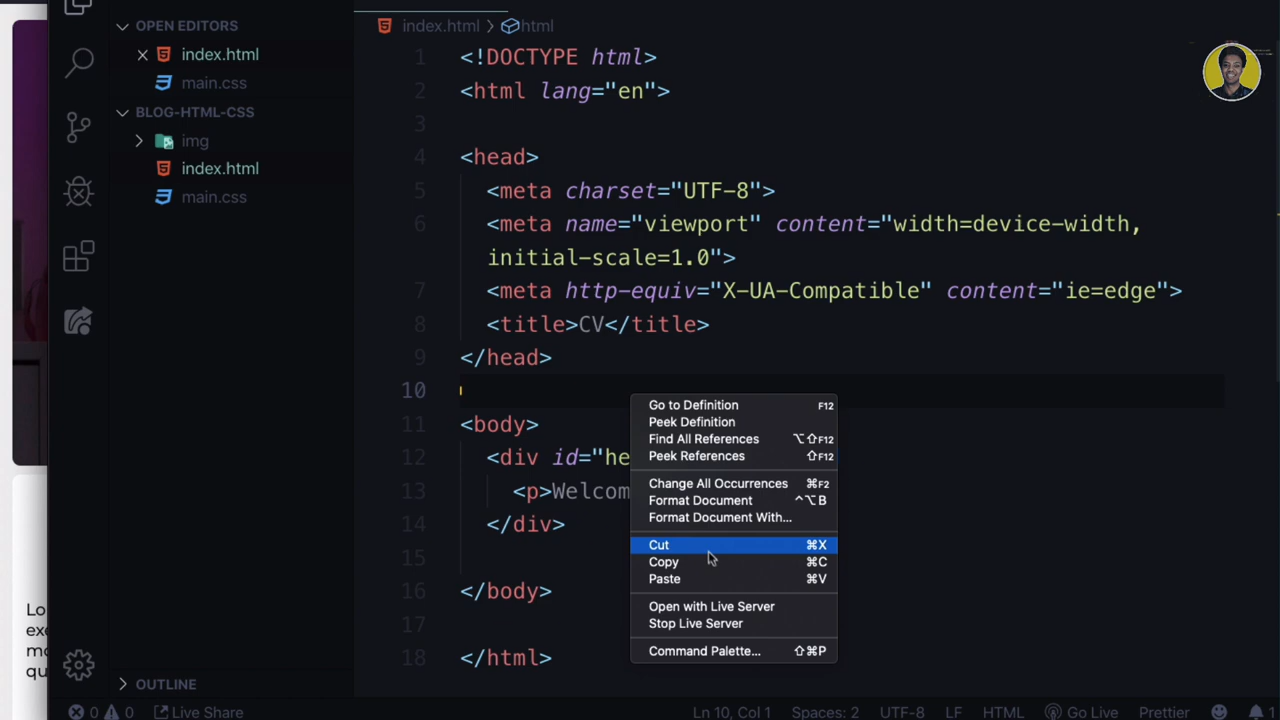 OPEN EDITORS
index.html
main.css
BLOG-HTML-CSS
img
index.html
main.css
OUTLINE
index.html > html
1 <!DOCTYPE html>
2 <html lang="en">
3
4 <head>
5 <meta charset="UTF-8">
6 <meta name="viewport" content="width=device-width,
initial-scale=1.0">
7 <meta http-equiv="X-UA-Compatible" content="ie=edge">
8 <title>CV</title>
9 </head>
10
11 <body>
12 <div id="he
13 <p>Welcom
14 </div>
15
16 </body>
17
18 </html>
Go to Definition F12
Peek Definition
Find All References ⌥⇧F12
Peek References ⇧F12
Change All Occurrences ⌘F2
Format Document ^⌥B
Format Document With...
Cut ⌘X
Copy ⌘C
Paste ⌘V
Open with Live Server
Stop Live Server
Command Palette... ⇧⌘P
Lo
exe
mo
qu
0 0 Live Share Ln 10, Col 1 Spaces: 2 UTF-8 LF HTML Go Live Prettier 1